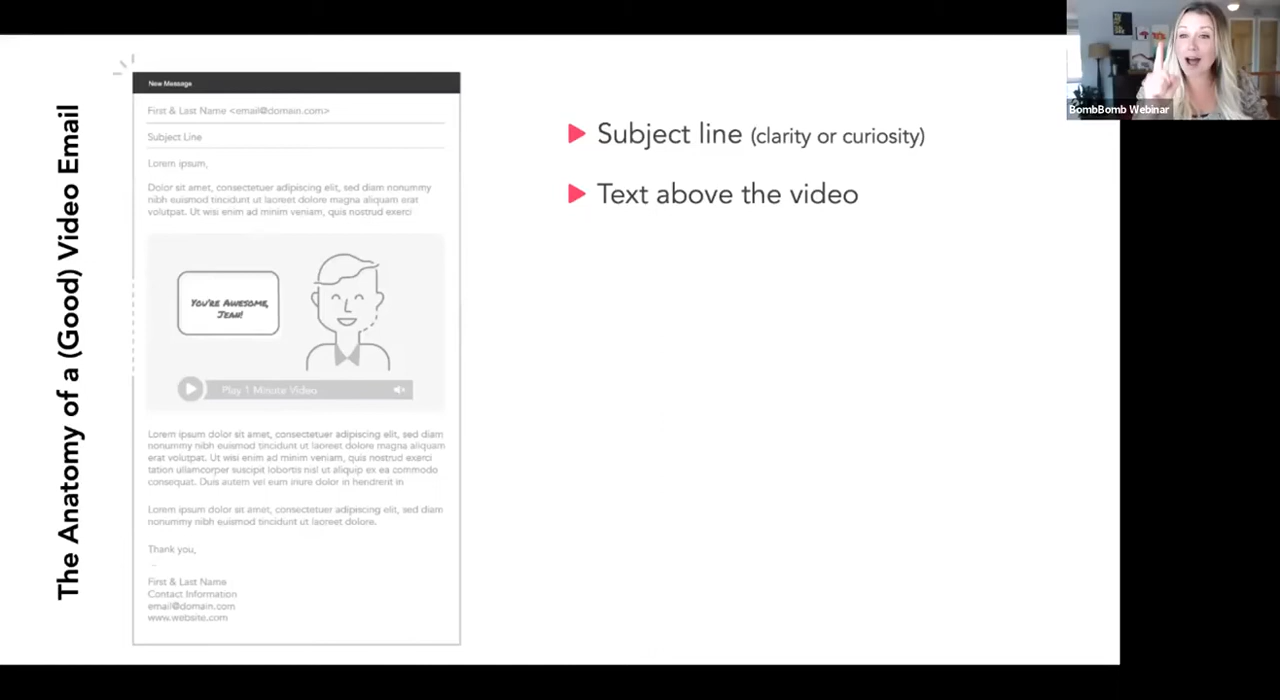 The Anatomy of a (Good) Video Email
New Message
First & Last Name <email@domain.com>
Subject Line
Lorem ipsum,
Dolor sit amet, consectetuer adipiscing elit, sed diam nonummy
nibh euismod tincidunt ut laoreet dolore magna aliquam erat
volutpat. Ut wisi enim ad minim veniam, quis nostrud exerci
YOU'RE AWESOME,
JEAN!
Play 1 Minute Video
Lorem ipsum dolor sit amet, consectetuer adipiscing elit, sed diam
nonummy nibh euismod tincidunt ut laoreet dolore magna aliquam
erat volutpat. Ut wisi enim ad minim veniam, quis nostrud exerci
tation ullamcorper suscipit lobortis nisl ut aliquip ex ea commodo
consequat. Duis autem vel eum iriure dolor in hendrerit in
Lorem ipsum dolor sit amet, consectetuer adipiscing elit, sed diam
nonummy nibh euismod tincidunt ut laoreet dolore.
Thank you,
First & Last Name
Contact Information
email@domain.com
www.website.com
Subject line (clarity or curiosity)
Text above the video
BombBomb Webinar